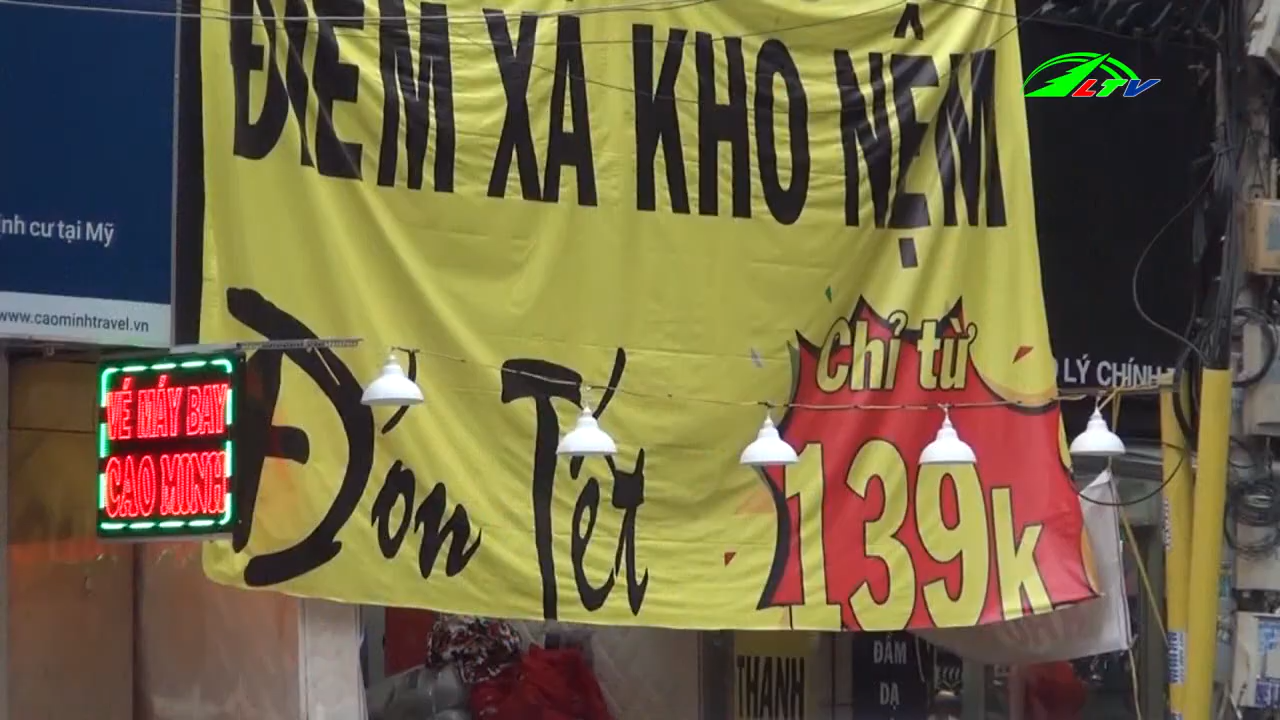 ĐIỂM XẢ KHO NỆM
LTV
Đón Tết
Chỉ từ
139k
ịnh cư tại Mỹ
www.caominhtravel.vn
VÉ MÁY BAY
CAO MINH
LÝ CHÍNH
THANH
ĐẦM
DẠ